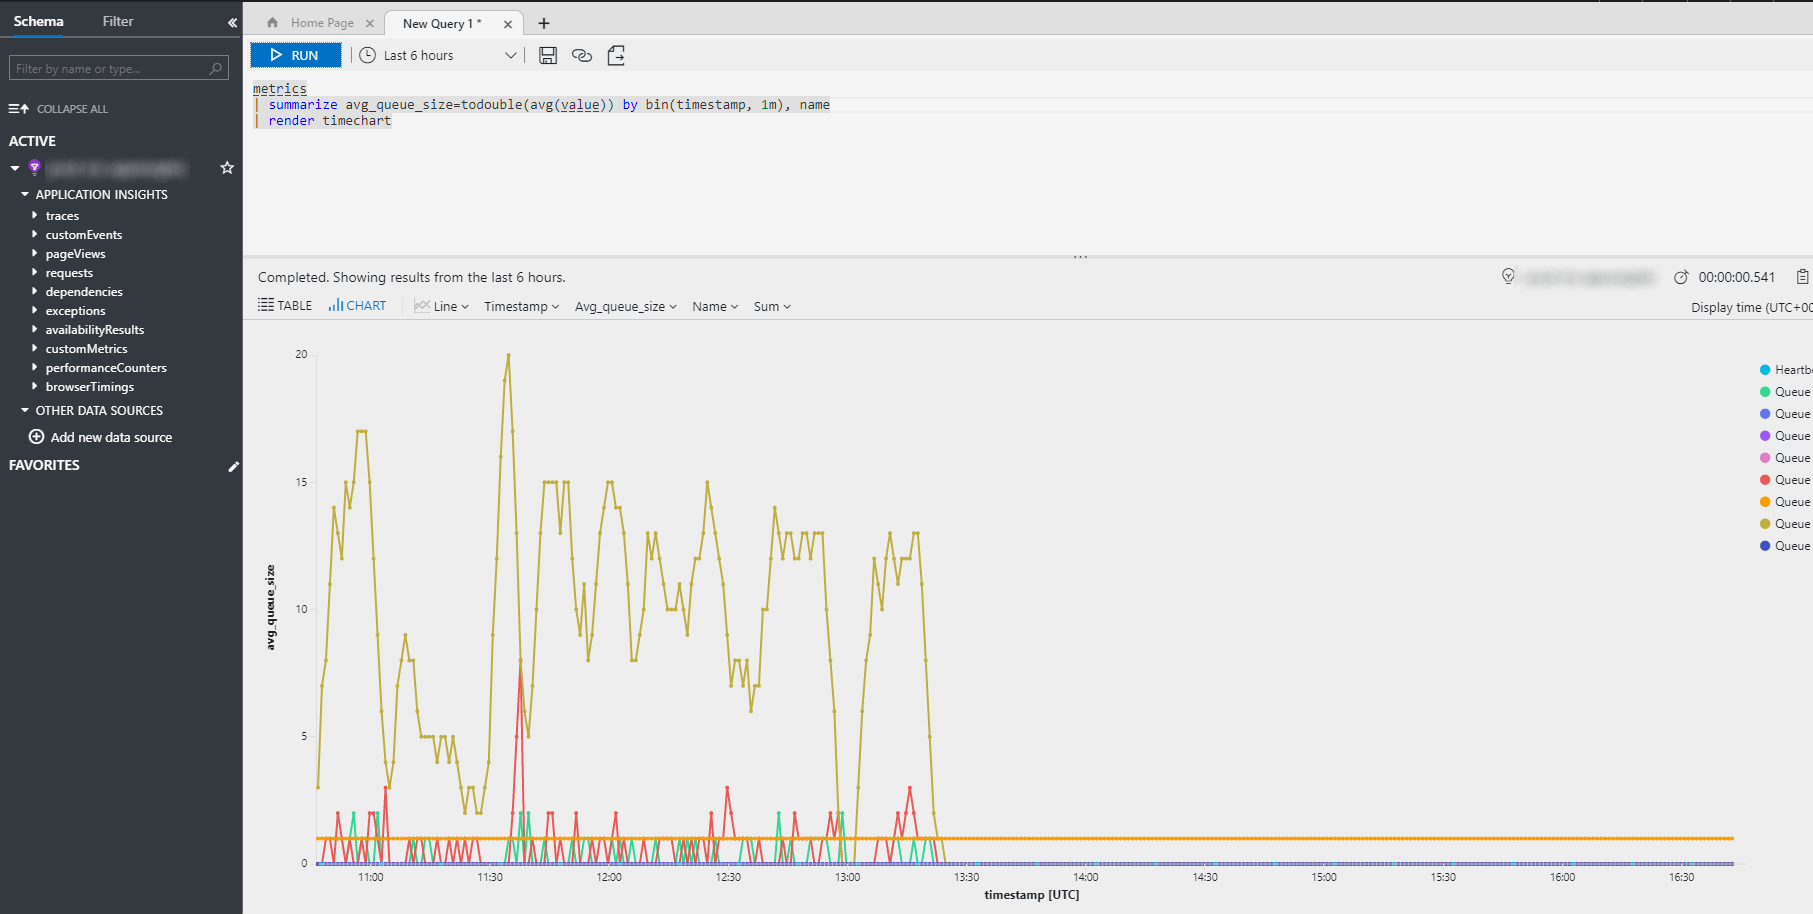 Schema Filter «
Filter by name or type...
COLLAPSE ALL
ACTIVE
APPLICATION INSIGHTS
traces
customEvents
pageViews
requests
dependencies
exceptions
availabilityResults
customMetrics
performanceCounters
browserTimings
OTHER DATA SOURCES
Add new data source
FAVORITES
Home Page × New Query 1 * × +
RUN Last 6 hours
metrics
| summarize avg_queue_size=todouble(avg(value)) by bin(timestamp, 1m), name
| render timechart
...
Completed. Showing results from the last 6 hours. 00:00:00.541
TABLE CHART Line Timestamp Avg_queue_size Name Sum Display time (UTC+00
20
15
10
5
0
avg_queue_size
11:00 11:30 12:00 12:30 13:00 13:30 14:00 14:30 15:00 15:30 16:00 16:30
timestamp [UTC]
Heartb
Queue
Queue
Queue
Queue
Queue
Queue
Queue
Queue